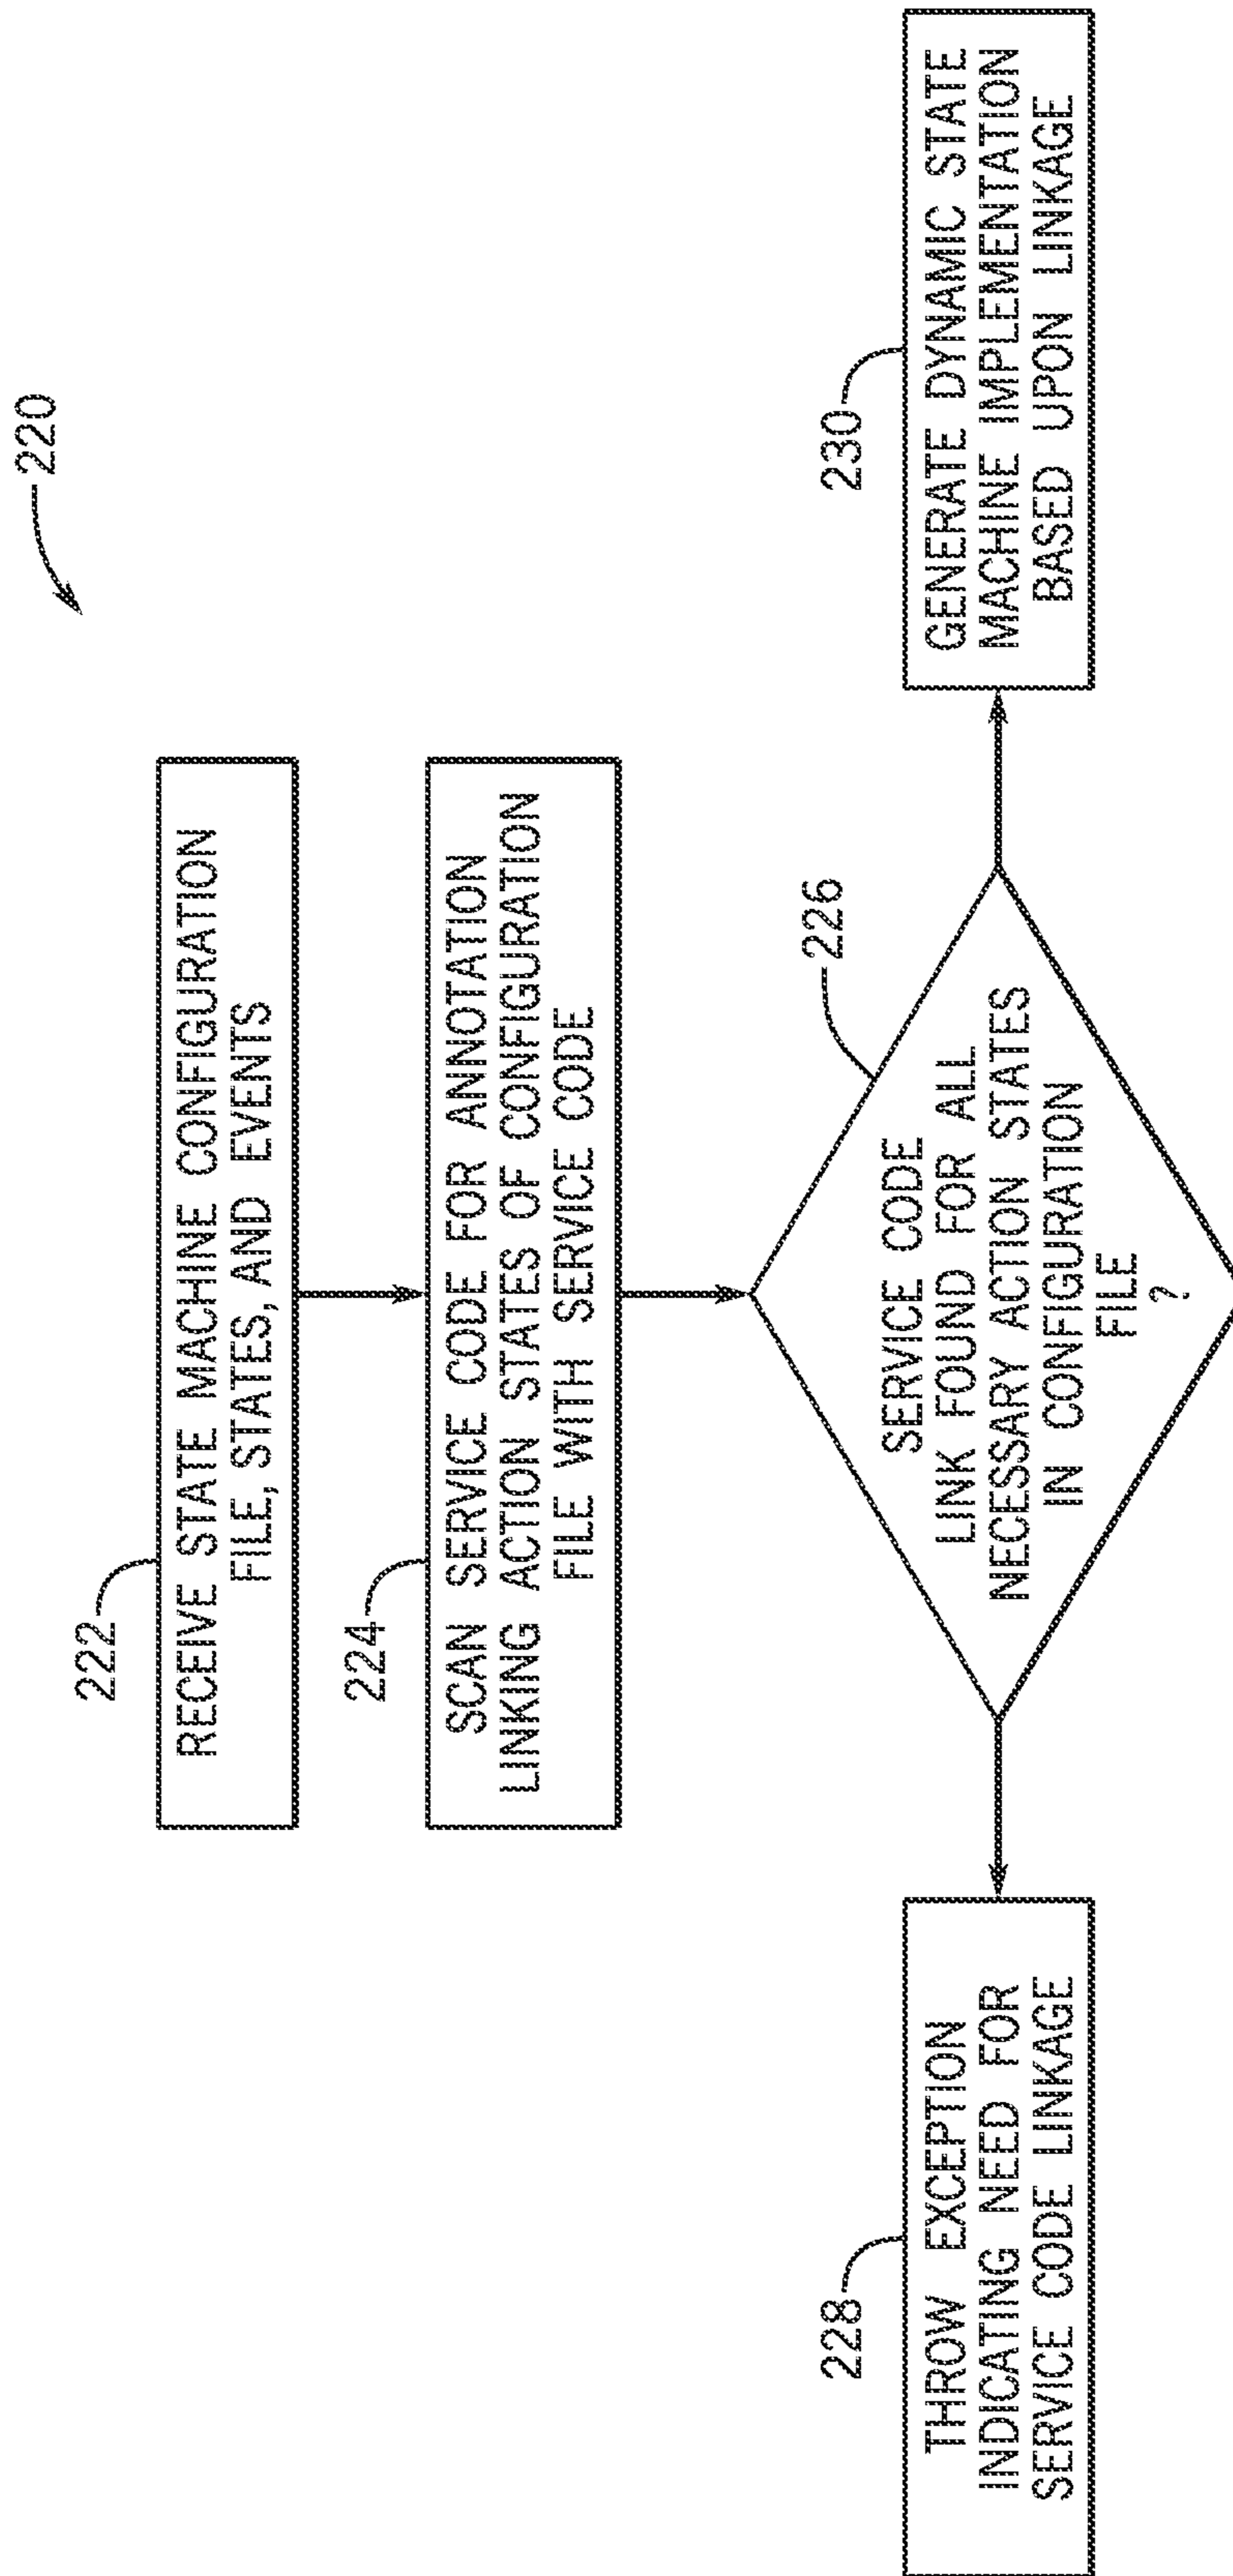 220
222
RECEIVE STATE MACHINE CONFIGURATION
FILE, STATES, AND EVENTS
224
SCAN SERVICE CODE FOR ANNOTATION
LINKING ACTION STATES OF CONFIGURATION
FILE WITH SERVICE CODE
226
SERVICE CODE
LINK FOUND FOR ALL
NECESSARY ACTION STATES
IN CONFIGURATION
FILE
?
228
THROW EXCEPTION
INDICATING NEED FOR
SERVICE CODE LINKAGE
230
GENERATE DYNAMIC STATE
MACHINE IMPLEMENTATION
BASED UPON LINKAGE